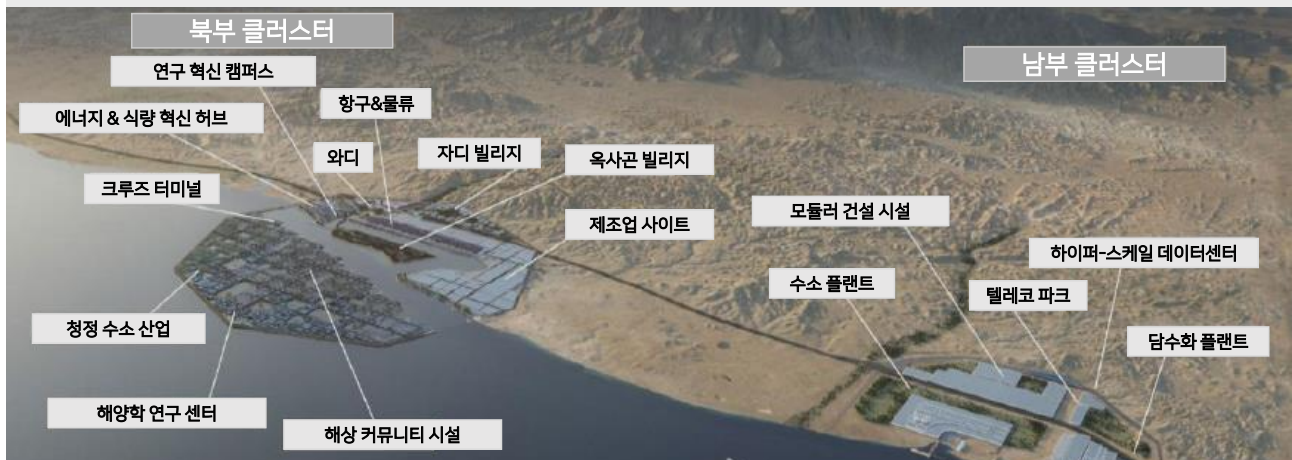 북부 클러스터
남부 클러스터
연구 혁신 캠퍼스
항구&물류
에너지 & 식량 혁신 허브
와디
자디 빌리지
옥사곤 빌리지
크루즈 터미널
제조업 사이트
모듈러 건설 시설
하이퍼-스케일 데이터센터
수소 플랜트
텔레코 파크
청정 수소 산업
담수화 플랜트
해양학 연구 센터
해상 커뮤니티 시설